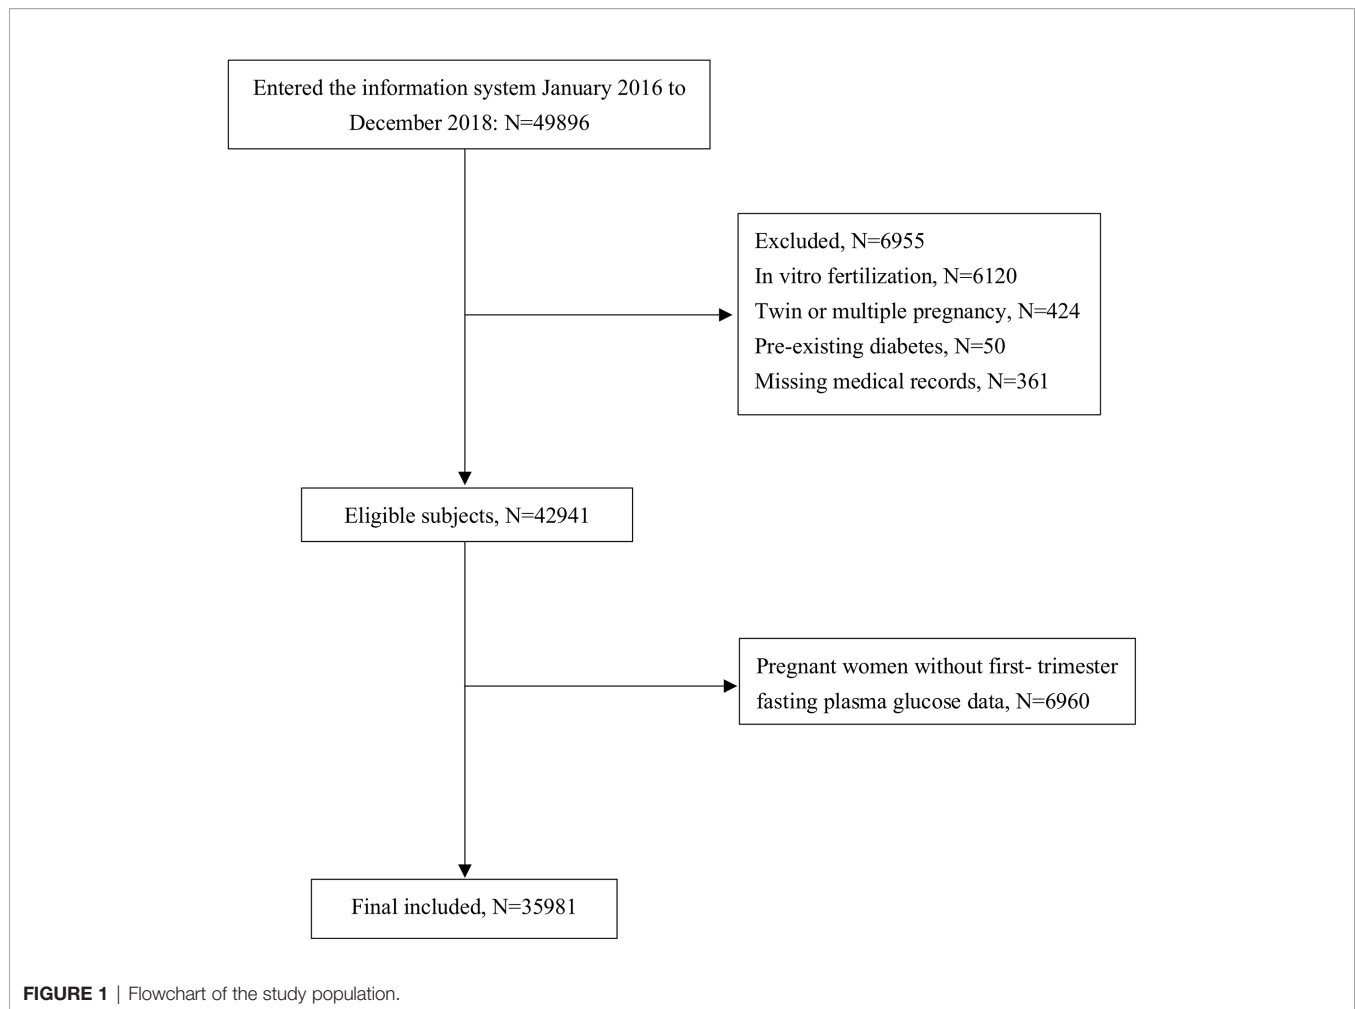 Entered the information system January 2016 to
December 2018: N=49896
Excluded, N=6955
In vitro fertilization, N=6120
Twin or multiple pregnancy, N=424
Pre-existing diabetes, N=50
Missing medical records, N=361
Eligible subjects, N=42941
Pregnant women without first- trimester
fasting plasma glucose data, N=6960
Final included, N=35981
FIGURE 1 | Flowchart of the study population.